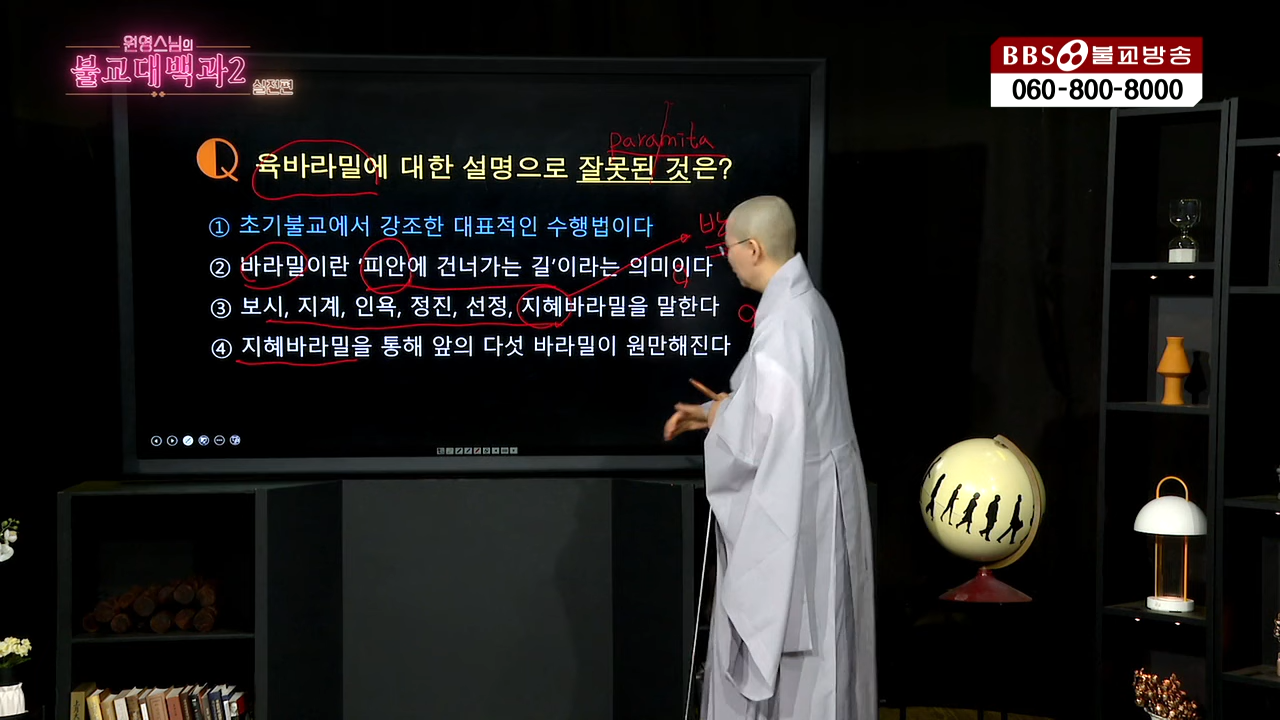 원영스님의
불교대백과2
실전편
BBS 불교방송
060-800-8000
paramita
Q 육바라밀에 대한 설명으로 잘못된 것은?
① 초기불교에서 강조한 대표적인 수행법이다
② 바라밀이란 ‘피안에 건너가는 길’이라는 의미이다
③ 보시, 지계, 인욕, 정진, 선정, 지혜바라밀을 말한다
④ 지혜바라밀을 통해 앞의 다섯 바라밀이 원만해진다